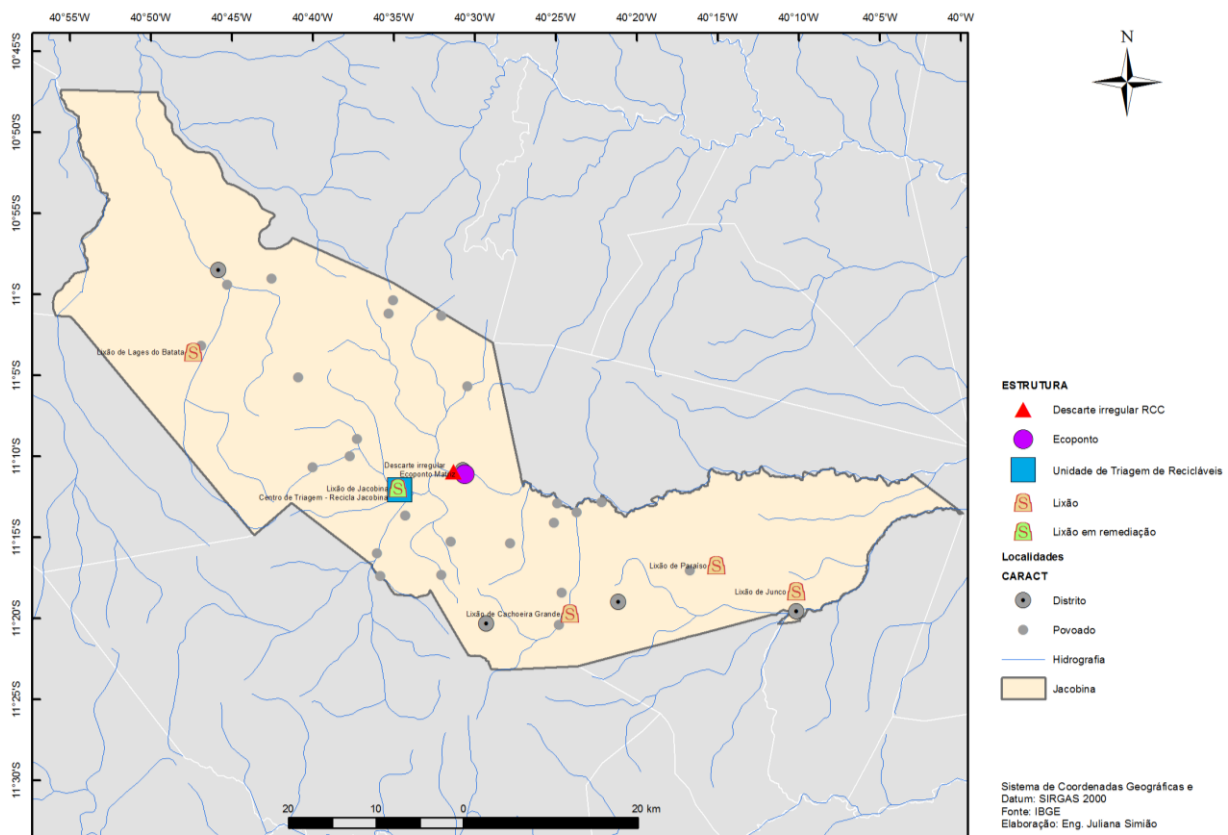 40°55'W 40°50'W 40°45'W 40°40'W 40°35'W 40°30'W 40°25'W 40°20'W 40°15'W 40°10'W 40°5'W 40°W
10°45'S
10°50'S
10°55'S
11°S
11°5'S
11°10'S
11°15'S
11°20'S
11°25'S
11°30'S
Lixão de Lages do Batata
Descarte irregular
Ecoponto
Lixão de Jacobina
Centro de Triagem - Recicla Jacobina
Lixão de Paraíso
Lixão de Junco
Lixão de Cachoeira Grande
20 10 0 20 km
N
ESTRUTURA
Descarte irregular RCC
Ecoponto
Unidade de Triagem de Recicláveis
Lixão
Lixão em remediação
Localidades
CARACT
Distrito
Povoado
Hidrografia
Jacobina
Sistema de Coordenadas Geográficas e
Datum: SIRGAS 2000
Fonte: IBGE
Elaboração: Eng. Juliana Simião